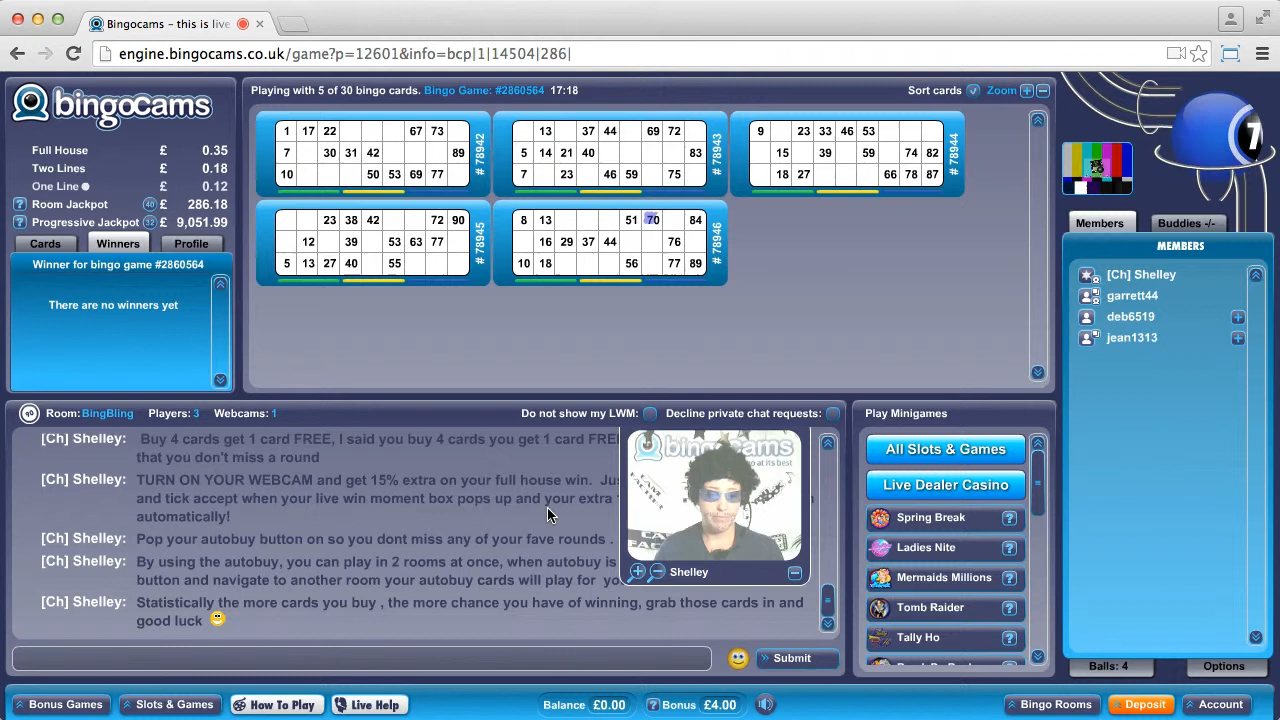 Bingocams – this is live
engine.bingocams.co.uk/game?p=12601&info=bcp|1|14504|286|
bingocams
Full House £ 0.35
Two Lines £ 0.18
One Line £ 0.12
? Room Jackpot 40 £ 286.18
? Progressive Jackpot 32 £ 9,051.99
Cards Winners Profile
Winner for bingo game #2860564
There are no winners yet
Playing with 5 of 30 bingo cards. Bingo Game: #2860564 17:18
Sort cards Zoom
1 17 22 67 73
7 30 31 42 89
10 50 53 69 77
# 78942
13 37 44 69 72
5 14 21 40 83
7 23 46 59 75
# 78943
9 23 33 46 53
15 39 59 74 82
18 27 66 78 87
# 78944
23 38 42 72 90
12 39 53 63 77
5 13 27 40 55
# 78945
8 13 51 70 84
16 29 37 44 76
10 18 56 77 89
# 78946
7
Members Buddies -/-
MEMBERS
[Ch] Shelley
garrett44
deb6519
jean1313
Balls: 4 Options
Room: BingBling Players: 3 Webcams: 1
Do not show my LWM: Decline private chat requests:
[Ch] Shelley: Buy 4 cards get 1 card FREE, I said you buy 4 cards you get 1 card FRE
that you don't miss a round
[Ch] Shelley: TURN ON YOUR WEBCAM and get 15% extra on your full house win. Jus
and tick accept when your live win moment box pops up and your extra
automatically!
[Ch] Shelley: Pop your autobuy button on so you dont miss any of your fave rounds .
[Ch] Shelley: By using the autobuy, you can play in 2 rooms at once, when autobuy is
button and navigate to another room your autobuy cards will play for yo
[Ch] Shelley: Statistically the more cards you buy , the more chance you have of winning, grab those cards in and
good luck
bingocams
Shelley
Submit
Play Minigames
All Slots & Games
Live Dealer Casino
Spring Break ?
Ladies Nite ?
Mermaids Millions ?
Tomb Raider ?
Tally Ho ?
Bonus Games Slots & Games How To Play Live Help
Balance £0.00 ? Bonus £4.00
Bingo Rooms Deposit Account